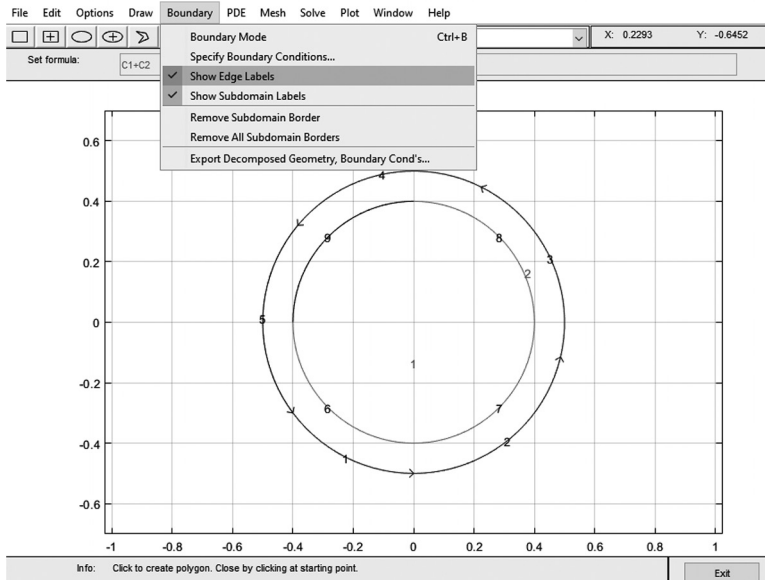 File Edit Options Draw Boundary PDE Mesh Solve Plot Window Help
X: 0.2293 Y: -0.6452
Set formula: C1+C2
Boundary Mode Ctrl+B
Specify Boundary Conditions...
Show Edge Labels
Show Subdomain Labels
Remove Subdomain Border
Remove All Subdomain Borders
Export Decomposed Geometry, Boundary Cond's...
0.6
0.4
0.2
0
-0.2
-0.4
-0.6
4
9
8
3
2
5
1
6
7
1
2
-1 -0.8 -0.6 -0.4 -0.2 0 0.2 0.4 0.6 0.8 1
Info: Click to create polygon. Close by clicking at starting point.
Exit